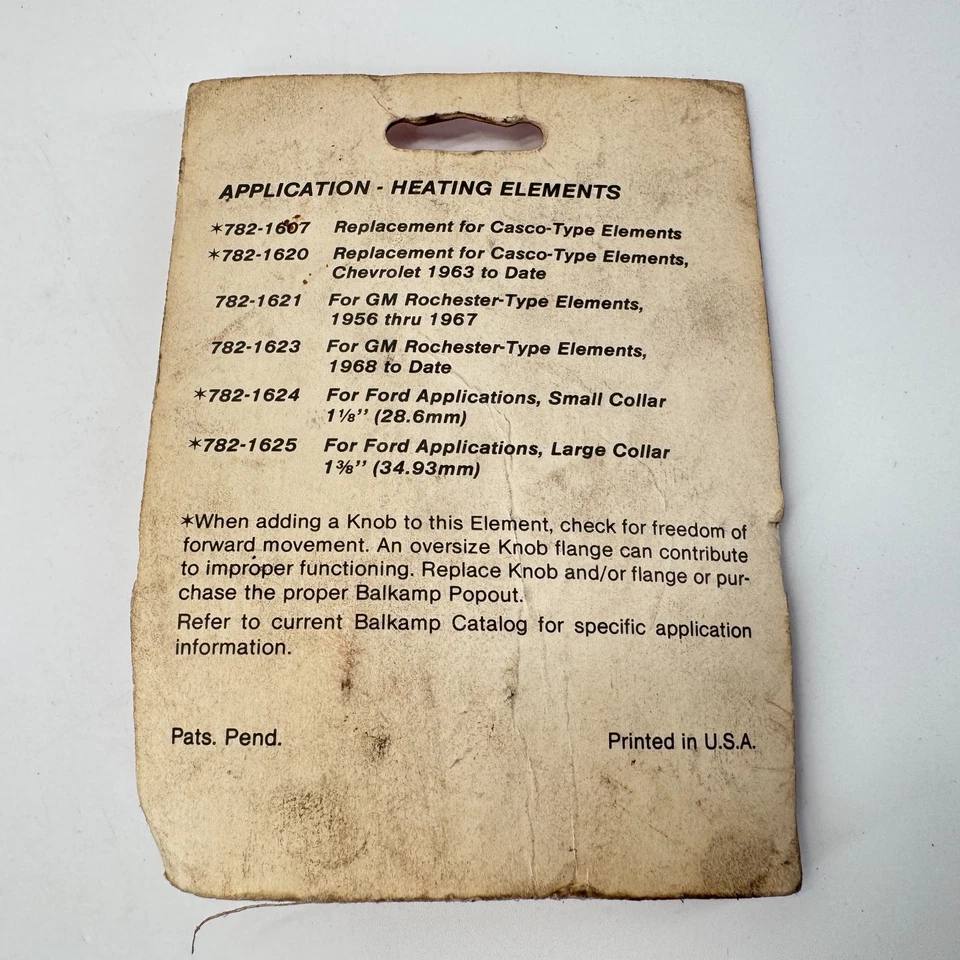 APPLICATION - HEATING ELEMENTS
✶782-1607 Replacement for Casco-Type Elements
✶782-1620 Replacement for Casco-Type Elements,
Chevrolet 1963 to Date
782-1621 For GM Rochester-Type Elements,
1956 thru 1967
782-1623 For GM Rochester-Type Elements,
1968 to Date
✶782-1624 For Ford Applications, Small Collar
1⅛’’ (28.6mm)
✶782-1625 For Ford Applications, Large Collar
1⅜’’ (34.93mm)
✶When adding a Knob to this Element, check for freedom of
forward movement. An oversize Knob flange can contribute
to improper functioning. Replace Knob and/or flange or pur-
chase the proper Balkamp Popout.
Refer to current Balkamp Catalog for specific application
information.
Pats. Pend. Printed in U.S.A.